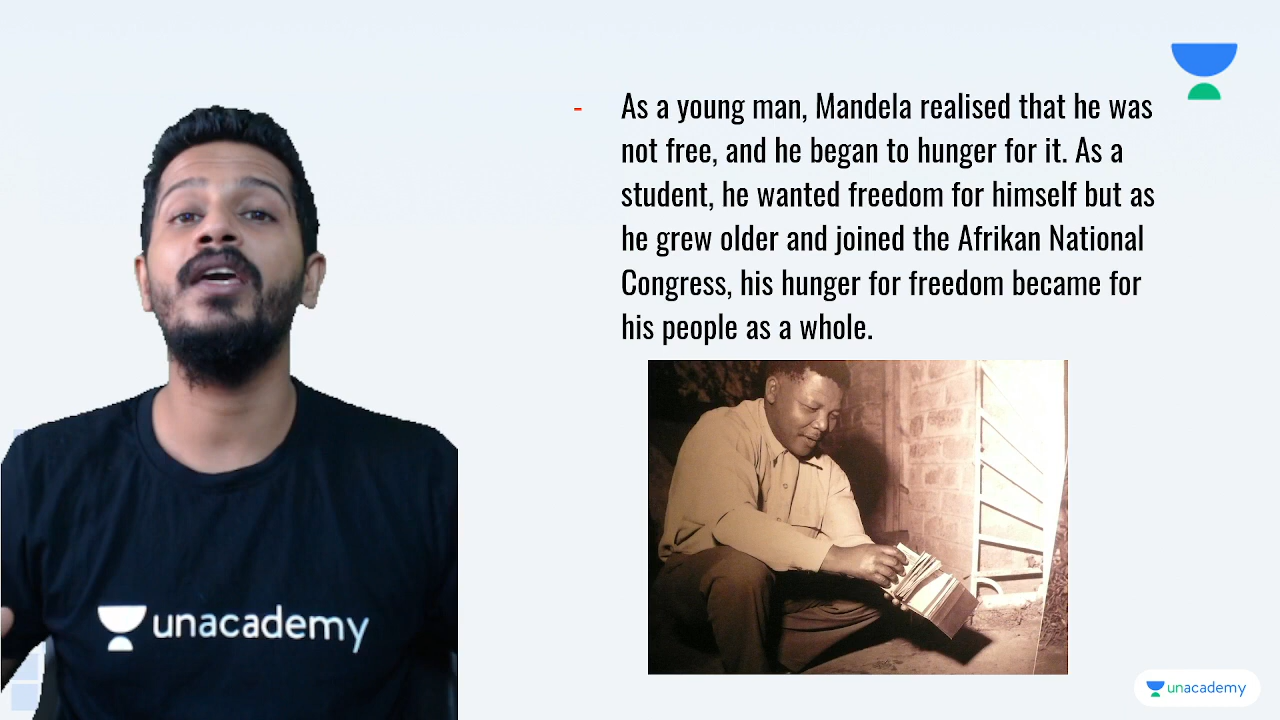 - As a young man, Mandela realised that he was
not free, and he began to hunger for it. As a
student, he wanted freedom for himself but as
he grew older and joined the Afrikan National
Congress, his hunger for freedom became for
his people as a whole.
unacademy
unacademy